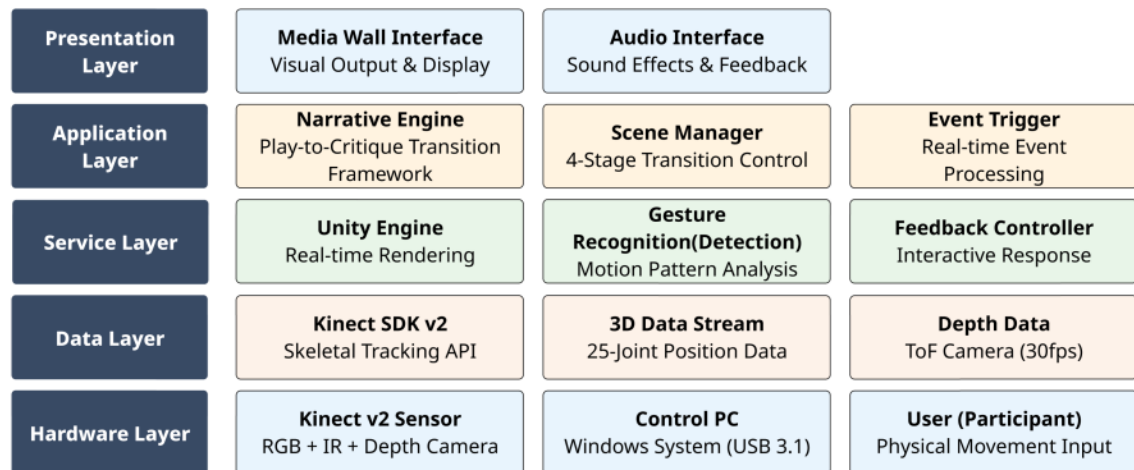 Presentation
Layer
Media Wall Interface
Visual Output & Display
Audio Interface
Sound Effects & Feedback
Application
Layer
Narrative Engine
Play-to-Critique Transition
Framework
Scene Manager
4-Stage Transition Control
Event Trigger
Real-time Event
Processing
Service Layer
Unity Engine
Real-time Rendering
Gesture
Recognition(Detection)
Motion Pattern Analysis
Feedback Controller
Interactive Response
Data Layer
Kinect SDK v2
Skeletal Tracking API
3D Data Stream
25-Joint Position Data
Depth Data
ToF Camera (30fps)
Hardware Layer
Kinect v2 Sensor
RGB + IR + Depth Camera
Control PC
Windows System (USB 3.1)
User (Participant)
Physical Movement Input